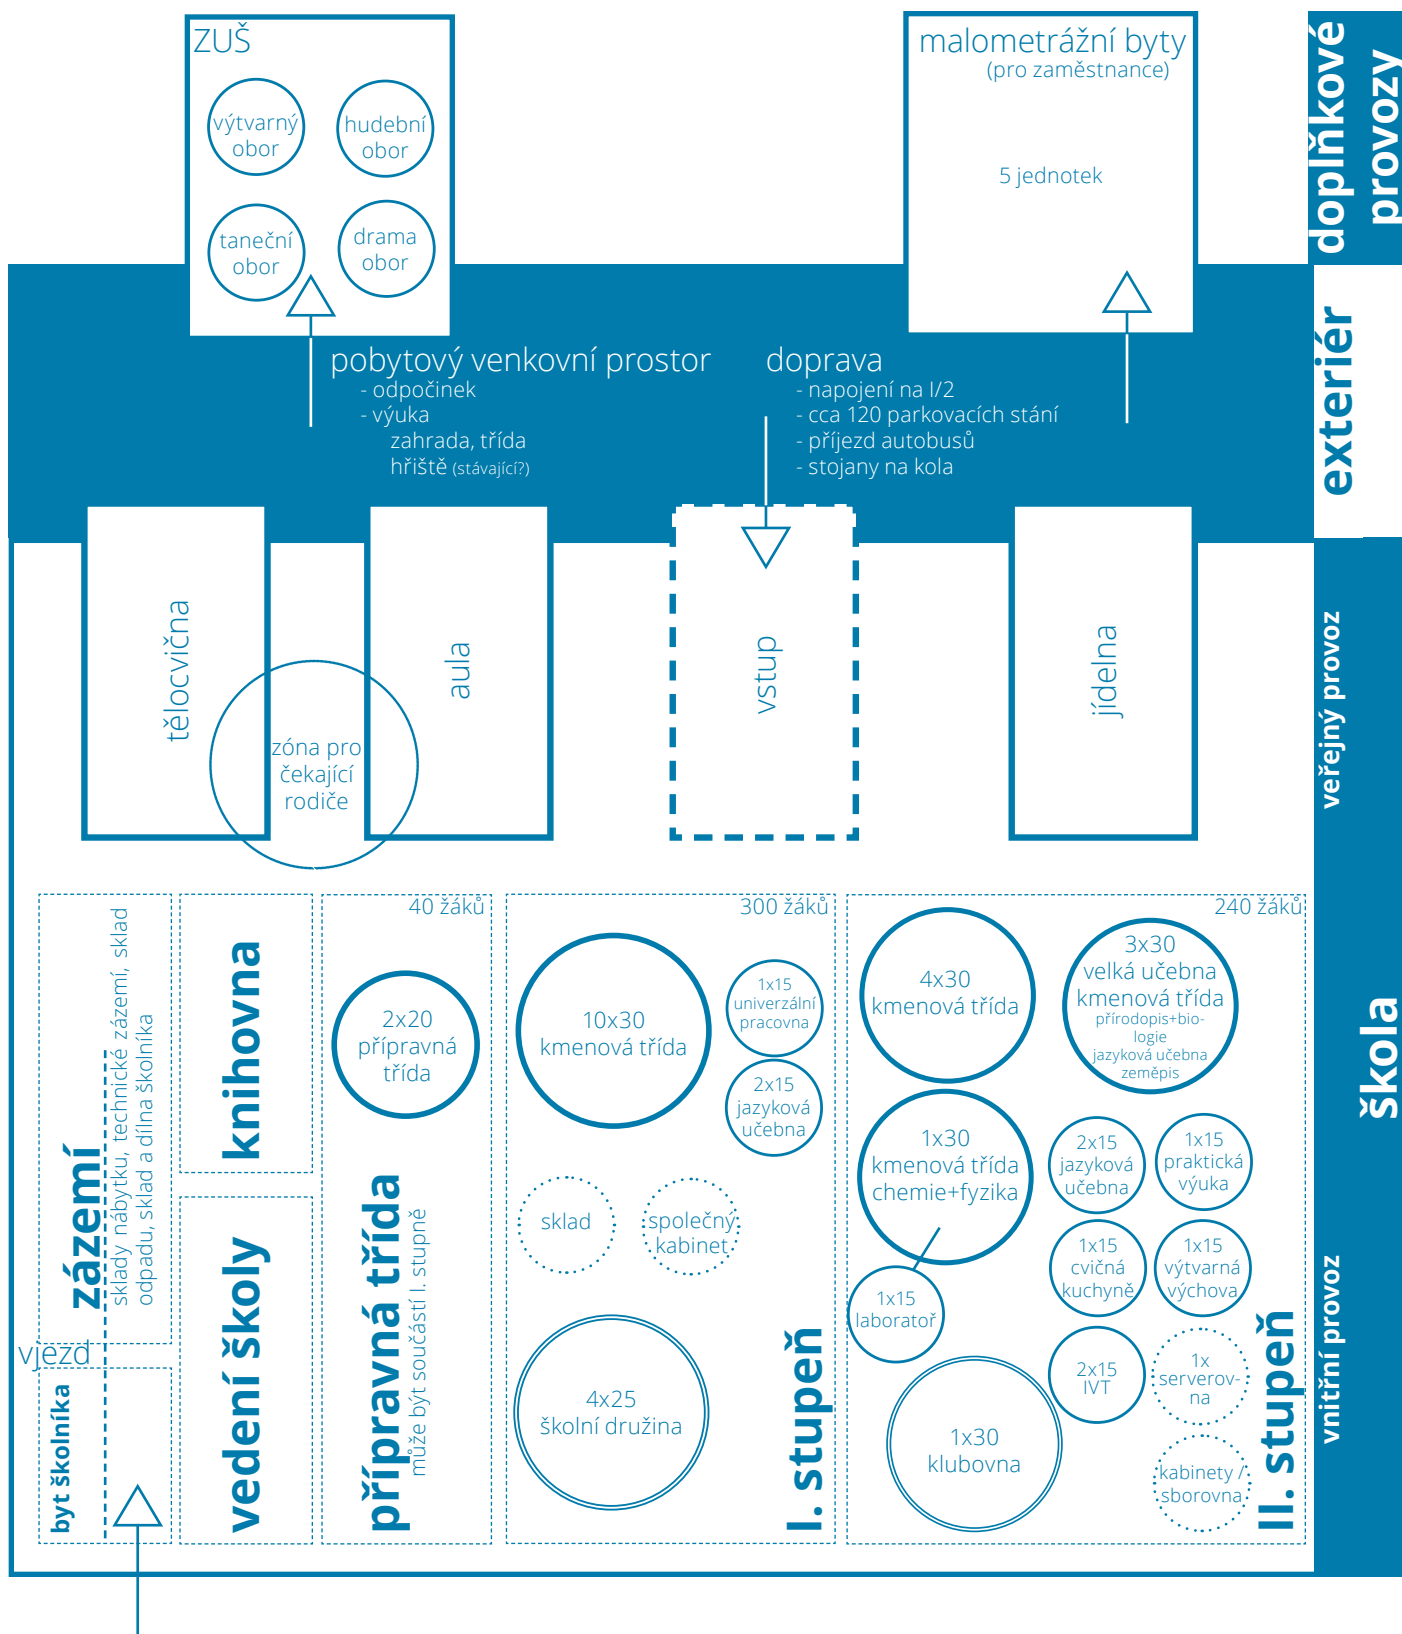 ZUŠ
výtvarný
obor
hudební
obor
taneční
obor
drama
obor
malometrážní byty
(pro zaměstnance)
5 jednotek
doplňkové
provozy
pobytový venkovní prostor
- odpočinek
- výuka
zahrada, třída
hřiště (stávající?)
doprava
- napojení na I/2
- cca 120 parkovacích stání
- příjezd autobusů
- stojany na kola
exteriér
tělocvična
aula
zóna pro
čekající
rodiče
vstup
jídelna
veřejný provoz
škola
vnitřní provoz
zázemí
sklady nábytku, technické zázemí, sklad
odpadu, sklad a dílna školníka
vjezd
byt školníka
knihovna
vedení školy
40 žáků
2x20
přípravná
třída
přípravná třída
může být součástí I. stupně
300 žáků
10x30
kmenová třída
1x15
univerzální
pracovna
2x15
jazyková
učebna
sklad
společný
kabinet
4x25
školní družina
I. stupeň
240 žáků
4x30
kmenová třída
3x30
velká učebna
kmenová třída
přírodopis+bio-
logie
jazyková učebna
zeměpis
1x30
kmenová třída
chemie+fyzika
2x15
jazyková
učebna
1x15
praktická
výuka
1x15
cvičná
kuchyně
1x15
výtvarná
výchova
1x15
laboratoř
2x15
IVT
1x
serverov-
na
1x30
klubovna
kabinety /
sborovna
II. stupeň